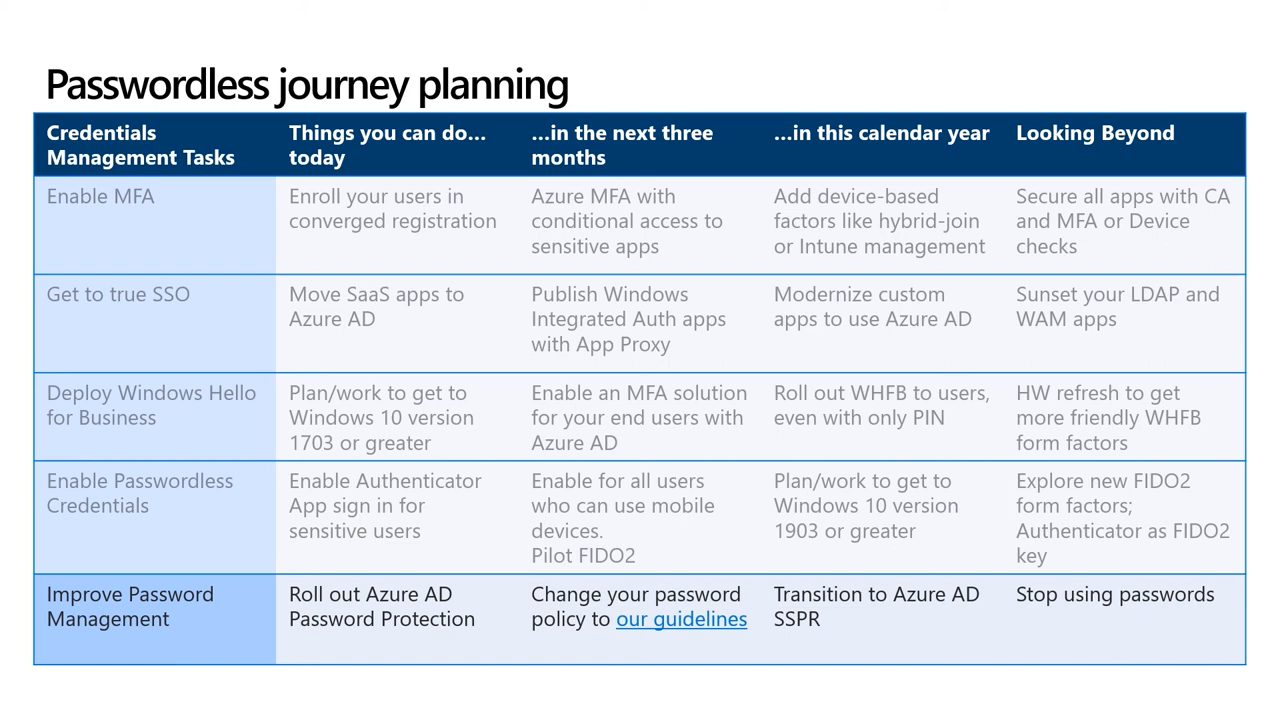 Passwordless journey planning
Credentials
Management Tasks
Things you can do...
today
...in the next three
months
...in this calendar year
Looking Beyond
Enable MFA
Enroll your users in
converged registration
Azure MFA with
conditional access to
sensitive apps
Add device-based
factors like hybrid-join
or Intune management
Secure all apps with CA
and MFA or Device
checks
Get to true SSO
Move SaaS apps to
Azure AD
Publish Windows
Integrated Auth apps
with App Proxy
Modernize custom
apps to use Azure AD
Sunset your LDAP and
WAM apps
Deploy Windows Hello
for Business
Plan/work to get to
Windows 10 version
1703 or greater
Enable an MFA solution
for your end users with
Azure AD
Roll out WHFB to users,
even with only PIN
HW refresh to get
more friendly WHFB
form factors
Enable Passwordless
Credentials
Enable Authenticator
App sign in for
sensitive users
Enable for all users
who can use mobile
devices.
Pilot FIDO2
Plan/work to get to
Windows 10 version
1903 or greater
Explore new FIDO2
form factors;
Authenticator as FIDO2
key
Improve Password
Management
Roll out Azure AD
Password Protection
Change your password
policy to our guidelines
Transition to Azure AD
SSPR
Stop using passwords